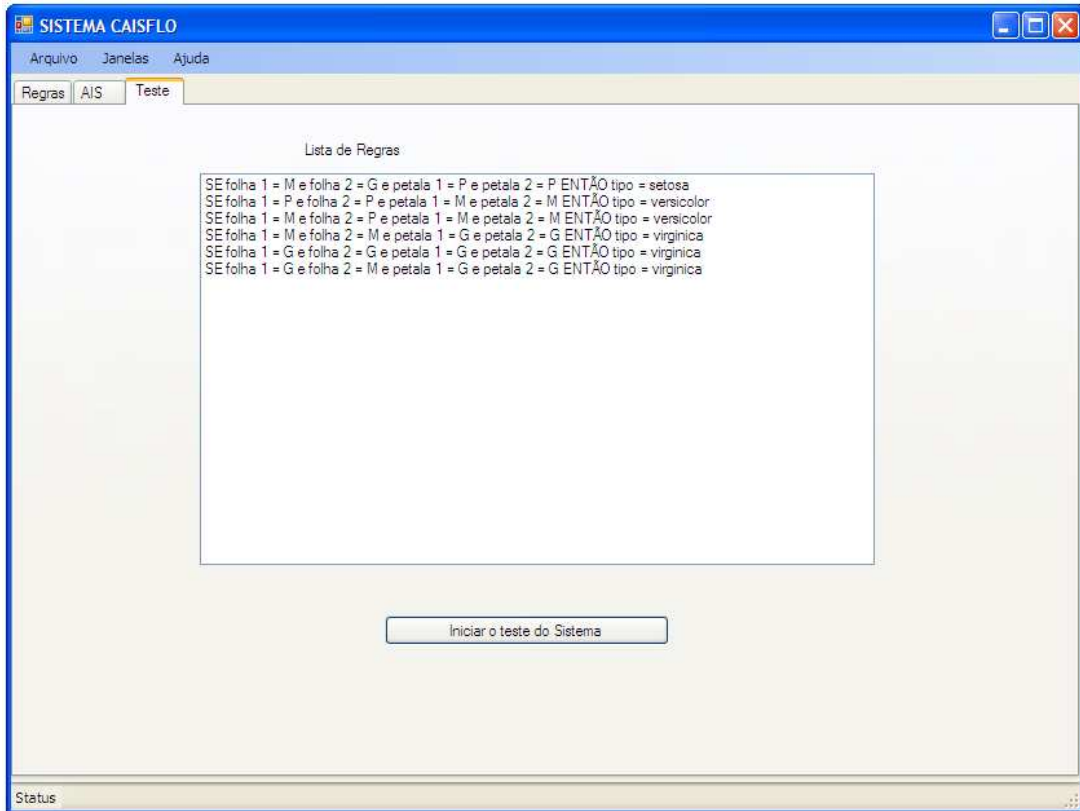 SISTEMA CAISFLO
Arquivo Janelas Ajuda
Regras AIS Teste
Lista de Regras
SE folha 1 = M e folha 2 = G e petala 1 = P e petala 2 = P ENTÃO tipo = setosa
SE folha 1 = P e folha 2 = P e petala 1 = M e petala 2 = M ENTÃO tipo = versicolor
SE folha 1 = M e folha 2 = P e petala 1 = M e petala 2 = M ENTÃO tipo = versicolor
SE folha 1 = M e folha 2 = M e petala 1 = G e petala 2 = G ENTÃO tipo = virginica
SE folha 1 = G e folha 2 = G e petala 1 = G e petala 2 = G ENTÃO tipo = virginica
SE folha 1 = G e folha 2 = M e petala 1 = G e petala 2 = G ENTÃO tipo = virginica
Iniciar o teste do Sistema
Status